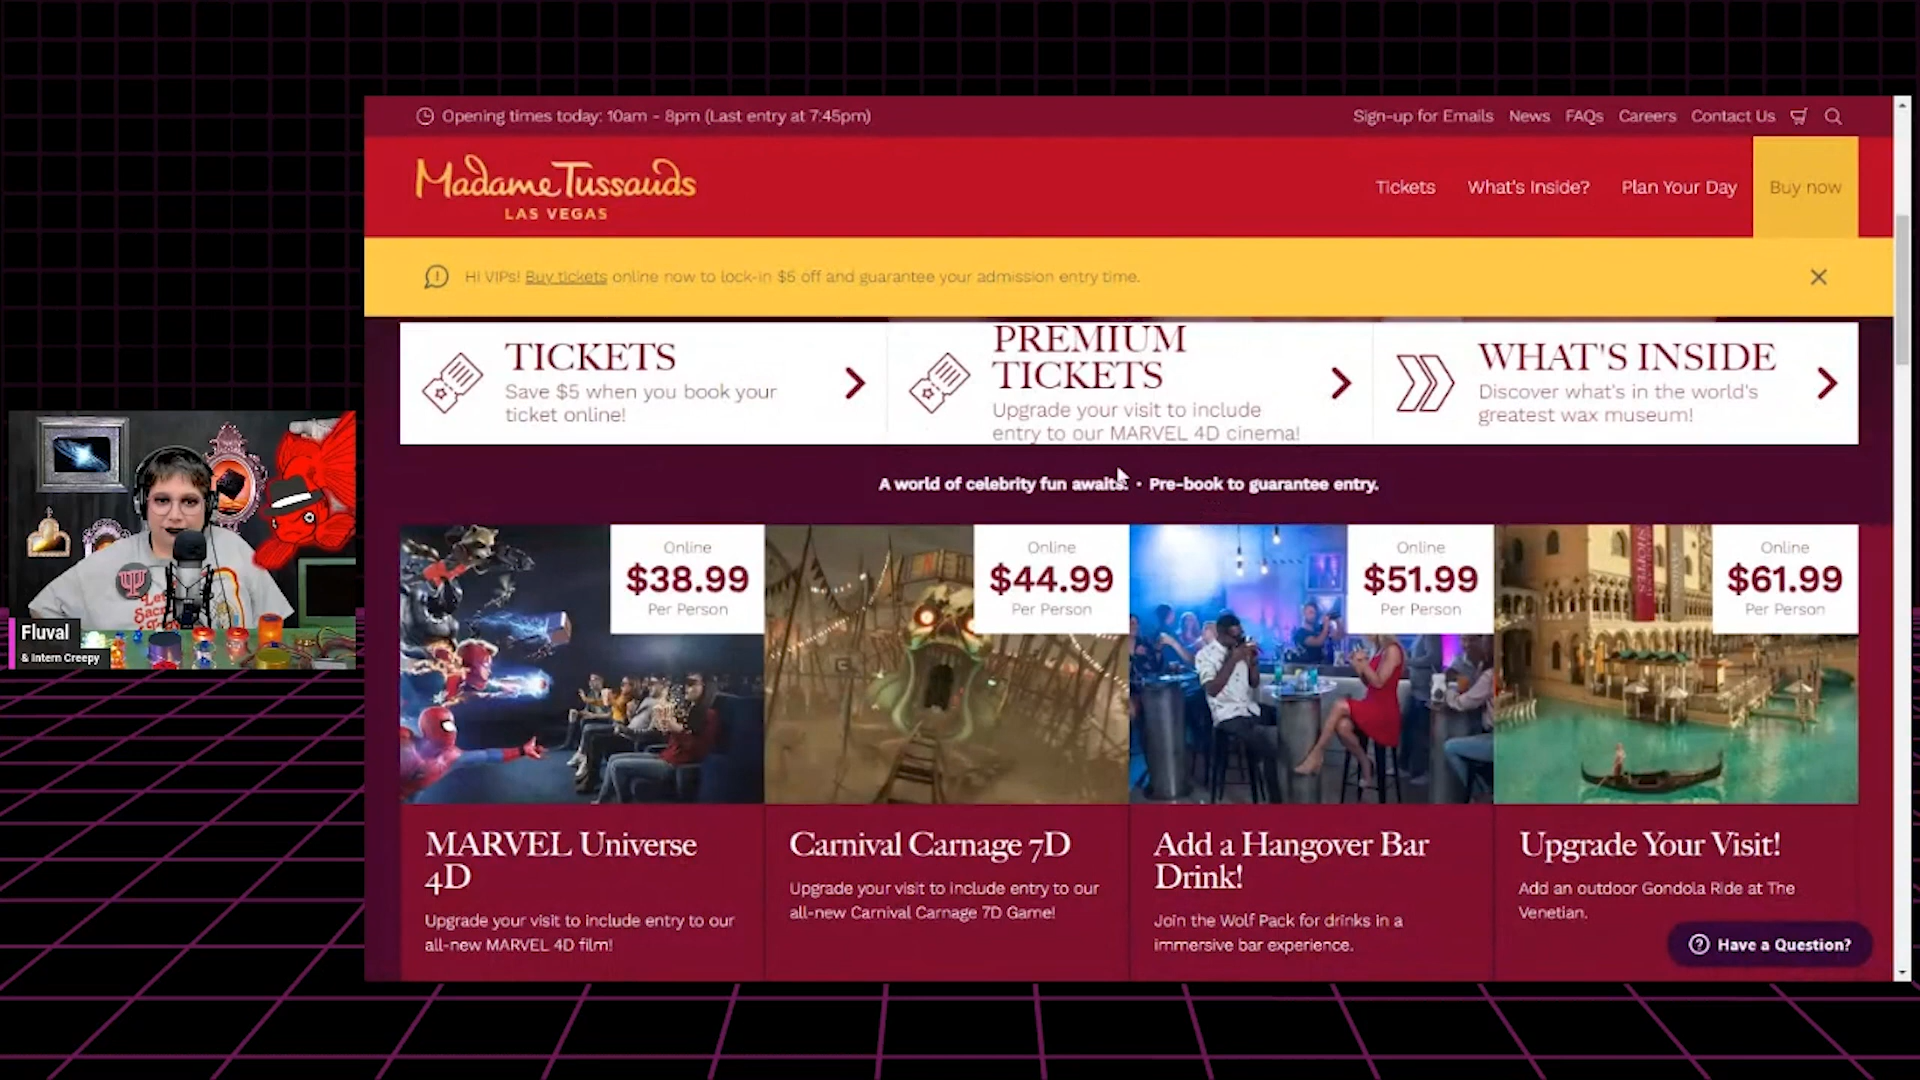 Opening times today: 10am - 8pm (Last entry at 7:45pm)
Sign-up for Emails News FAQs Careers Contact Us
Madame Tussauds
LAS VEGAS
Tickets What's Inside? Plan Your Day Buy now
Hi VIPs! Buy tickets online now to lock-in $5 off and guarantee your admission entry time.
TICKETS
Save $5 when you book your
ticket online!
PREMIUM
TICKETS
Upgrade your visit to include
entry to our MARVEL 4D cinema!
WHAT'S INSIDE
Discover what's in the world's
greatest wax museum!
A world of celebrity fun awaits! • Pre-book to guarantee entry.
Online
$38.99
Per Person
Online
$44.99
Per Person
Online
$51.99
Per Person
Online
$61.99
Per Person
MARVEL Universe
4D
Upgrade your visit to include entry to our
all-new MARVEL 4D film!
Carnival Carnage 7D
Upgrade your visit to include entry to our
all-new Carnival Carnage 7D Game!
Add a Hangover Bar
Drink!
Join the Wolf Pack for drinks in a
immersive bar experience.
Upgrade Your Visit!
Add an outdoor Gondola Ride at The
Venetian.
Have a Question?
Fluval
& Intern Creepy